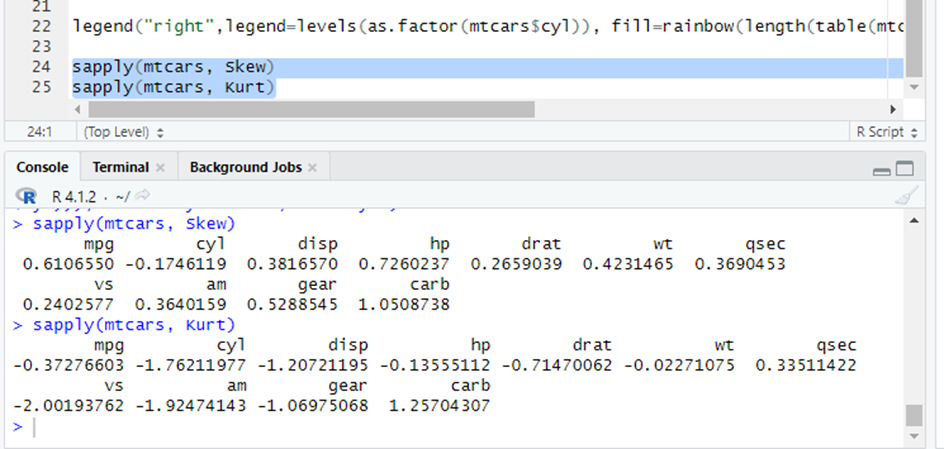 21
22 legend("right",legend=levels(as.factor(mtcars$cyl)), fill=rainbow(length(table(mtc
23
24 sapply(mtcars, Skew)
25 sapply(mtcars, Kurt)
24:1 (Top Level) R Script
Console Terminal Background Jobs
R R 4.1.2 · ~/
> sapply(mtcars, Skew)
mpg cyl disp hp drat wt qsec
0.6106550 -0.1746119 0.3816570 0.7260237 0.2659039 0.4231465 0.3690453
vs am gear carb
0.2402577 0.3640159 0.5288545 1.0508738
> sapply(mtcars, Kurt)
mpg cyl disp hp drat wt qsec
-0.37276603 -1.76211977 -1.20721195 -0.13555112 -0.71470062 -0.02271075 0.33511422
vs am gear carb
-2.00193762 -1.92474143 -1.06975068 1.25704307
>